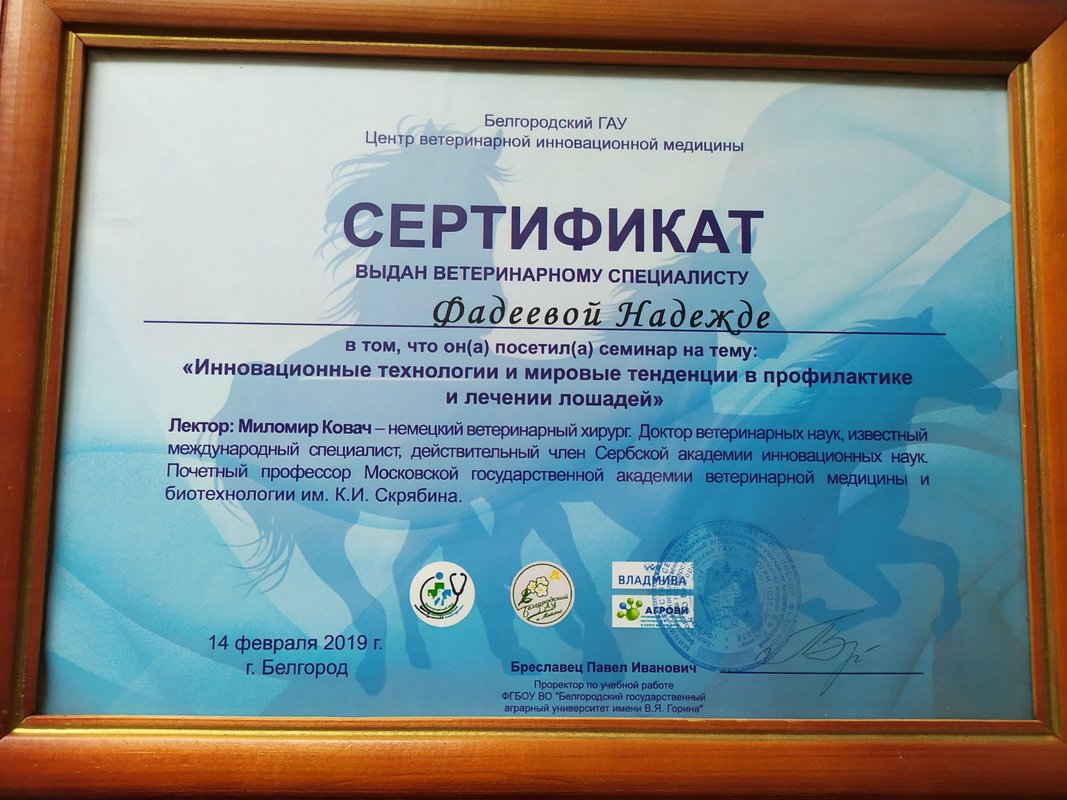 Белгородский ГАУ
Центр ветеринарной инновационной медицины
СЕРТИФИКАТ
ВЫДАН ВЕТЕРИНАРНОМУ СПЕЦИАЛИСТУ
Фадеевой Надежде
в том, что он(а) посетил(а) семинар на тему:
«Инновационные технологии и мировые тенденции в профилактике
и лечении лошадей»
Лектор: Миломир Ковач – немецкий ветеринарный хирург. Доктор ветеринарных наук, известный
международный специалист, действительный член Сербской академии инновационных наук.
Почетный профессор Московской государственной академии ветеринарной медицины и
биотехнологии им. К.И. Скрябина.
Белгородский
ГАУ
ВЛАДМИВА
АГРОВИ
14 февраля 2019 г.
г. Белгород
Бреславец Павел Иванович
Проректор по учебной работе
ФГБОУ ВО "Белгородский государственный
аграрный университет имени В.Я. Горина"